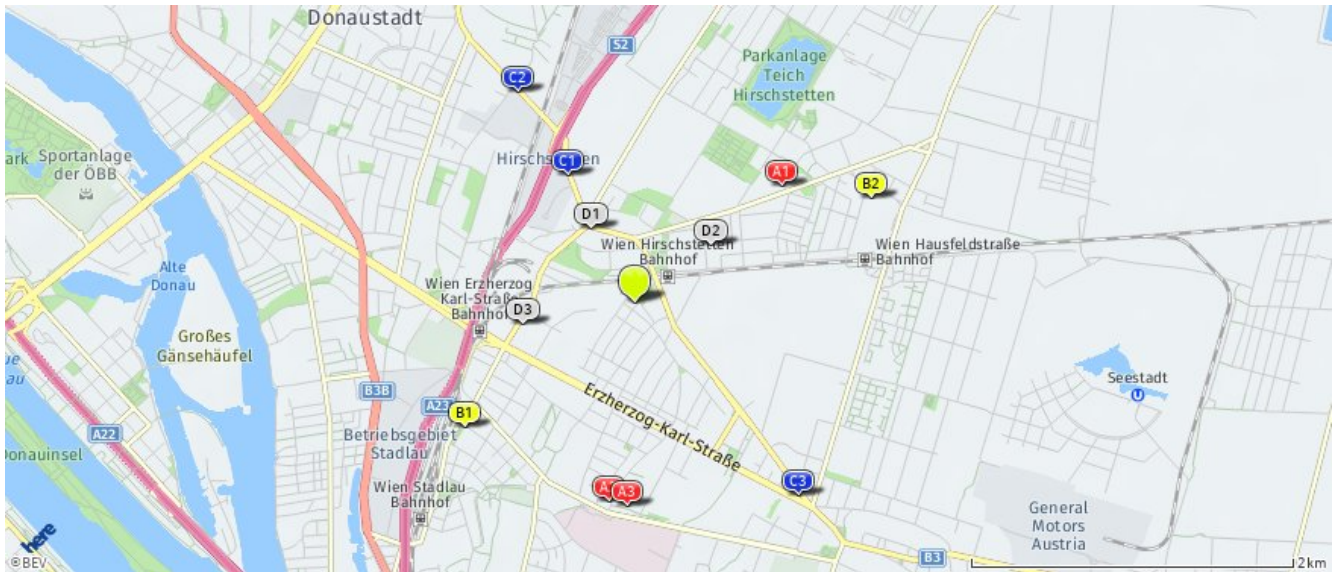 Donaustadt
S2
C2
Parkanlage
Teich
Hirschstetten
ark
Sportanlage
der ÖBB
C1
A1
B2
D1
D2
Wien Hirschstetten
Bahnhof
Wien Hausfeldstraße
Bahnhof
Alte
Donau
Wien Erzherzog
Karl-Straße
Bahnhof
D3
Großes
Gänsehäufel
au
Seestadt
U
B3B
A23
B1
Erzherzog-Karl-Straße
A22
Betriebsgebiet
Stadlau
Donauinsel
Wien Stadlau
Bahnhof
A3
C3
General
Motors
Austria
here
©BEV
B3
2km